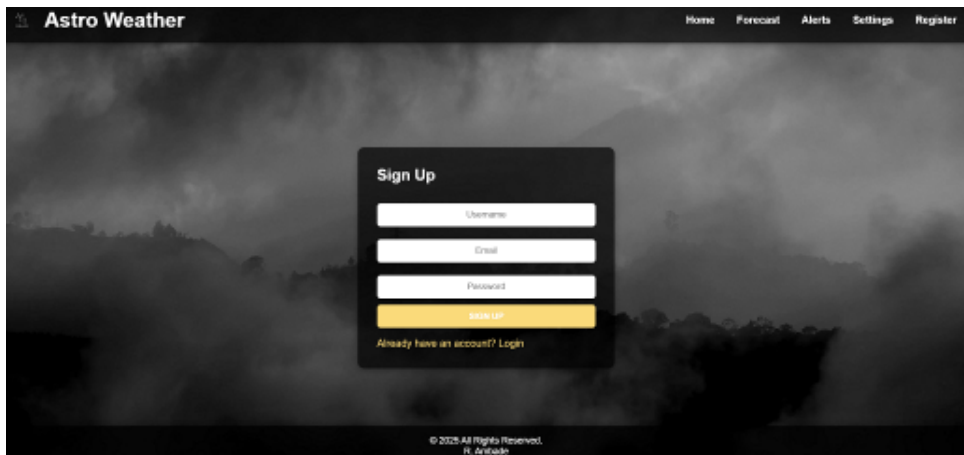 Astro Weather
Home Forecast Alerts Settings Register
Sign Up
Username
Email
Password
SIGN UP
Already have an account? Login
© 2025 All Rights Reserved.
R. Ambade